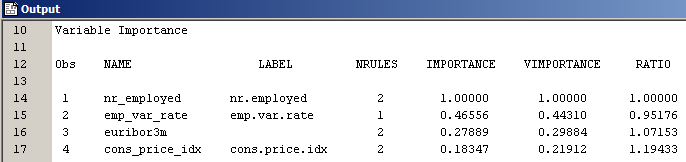 Output
10 Variable Importance
11
12 Obs NAME LABEL NRULES IMPORTANCE VIMPORTANCE RATIO
13
14 1 nr_employed nr.employed 2 1.00000 1.00000 1.00000
15 2 emp_var_rate emp.var.rate 1 0.46556 0.44310 0.95176
16 3 euribor3m 2 0.27889 0.29884 1.07153
17 4 cons_price_idx cons.price.idx 2 0.18347 0.21912 1.19433